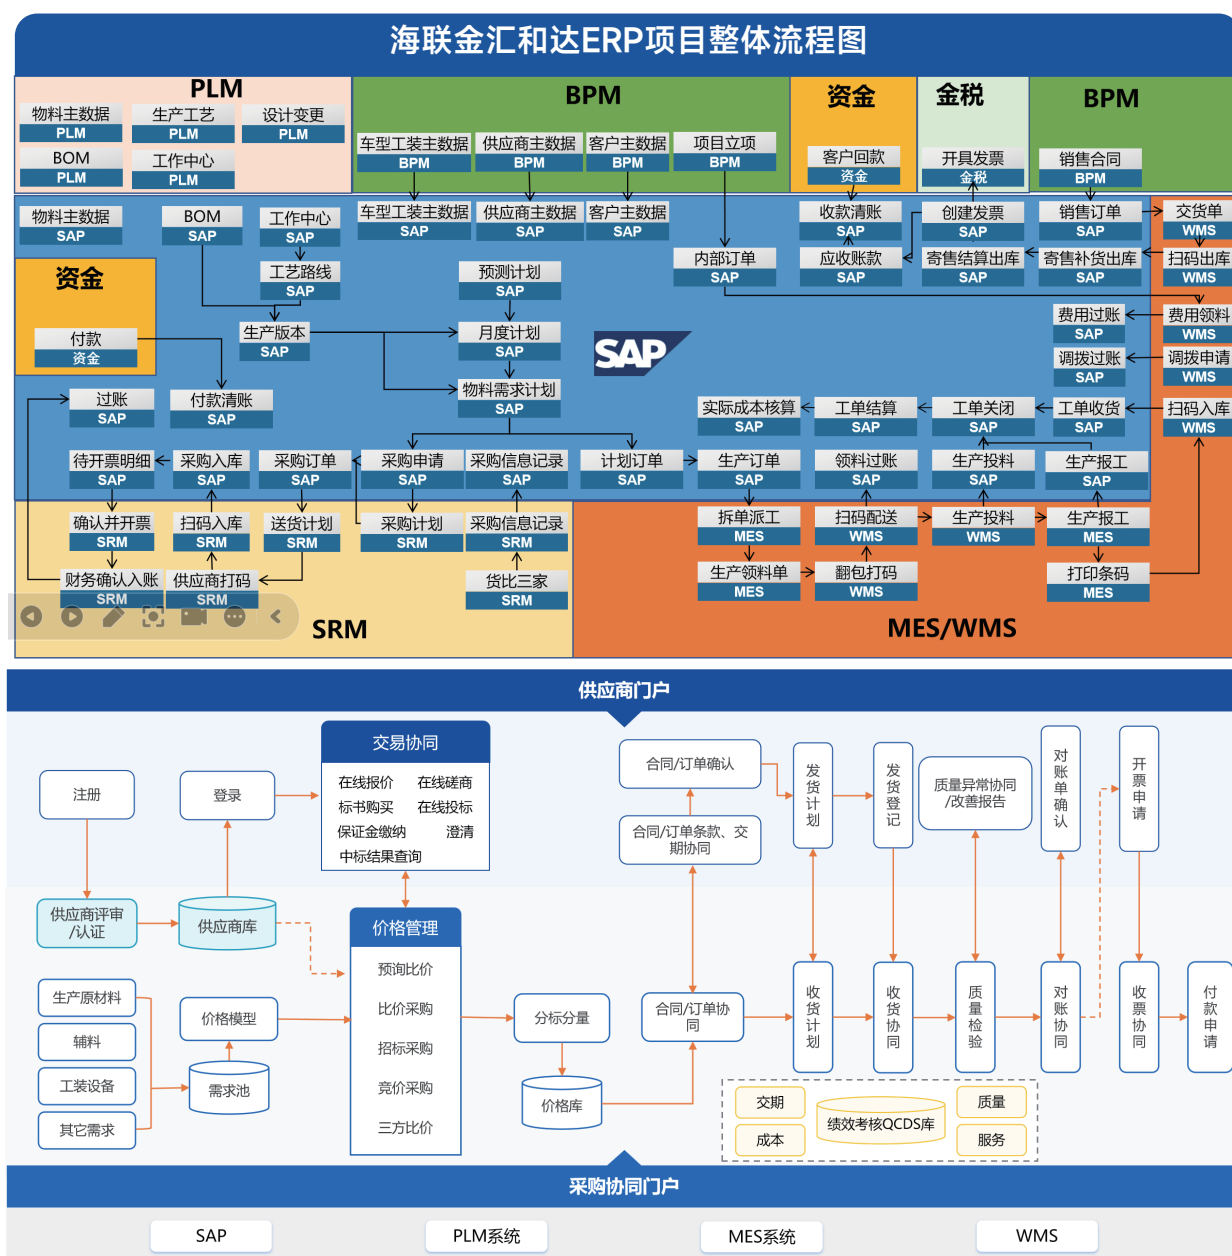 海联金汇和达ERP项目整体流程图
PLM
物料主数据
PLM
生产工艺
PLM
设计变更
PLM
BOM
PLM
工作中心
PLM
BPM
车型工装主数据
BPM
供应商主数据
BPM
客户主数据
BPM
项目立项
BPM
资金
客户回款
资金
金税
开具发票
金税
BPM
销售合同
BPM
物料主数据
SAP
BOM
SAP
工作中心
SAP
车型工装主数据
SAP
供应商主数据
SAP
客户主数据
SAP
收款清账
SAP
创建发票
SAP
销售订单
SAP
交货单
WMS
工艺路线
SAP
预测计划
SAP
内部订单
SAP
应收账款
SAP
寄售结算出库
SAP
寄售补货出库
SAP
扫码出库
WMS
资金
付款
资金
生产版本
SAP
月度计划
SAP
SAP
费用过账
SAP
费用领料
WMS
调拨过账
SAP
调拨申请
WMS
过账
SAP
付款清账
SAP
物料需求计划
SAP
实际成本核算
SAP
工单结算
SAP
工单关闭
SAP
工单收货
SAP
扫码入库
WMS
待开票明细
SAP
采购入库
SAP
采购订单
SAP
采购申请
SAP
采购信息记录
SAP
计划订单
SAP
生产订单
SAP
领料过账
SAP
生产投料
SAP
生产报工
SAP
确认并开票
SRM
扫码入库
SRM
送货计划
SRM
采购计划
SRM
采购信息记录
SRM
拆单派工
MES
扫码配送
WMS
生产投料
WMS
生产报工
MES
财务确认入账
SRM
供应商打码
SRM
货比三家
SRM
生产领料单
MES
翻包打码
WMS
打印条码
MES
SRM
MES/WMS
供应商门户
注册
登录
交易协同
在线报价
在线磋商
标书购买
在线投标
保证金缴纳
澄清
中标结果查询
合同/订单确认
合同/订单条款、交
期协同
发货计划
发货登记
质量异常协同
/改善报告
对账单确认
开票申请
供应商评审
/认证
供应商库
价格管理
预询比价
比价采购
招标采购
竞价采购
三方比价
生产原材料
辅料
工装设备
其它需求
价格模型
需求池
分标分量
价格库
合同/订单协
同
收货计划
收货协同
质量检验
对账协同
收票协同
付款申请
交期
成本
绩效考核QCDS库
质量
服务
采购协同门户
SAP
PLM系统
MES系统
WMS